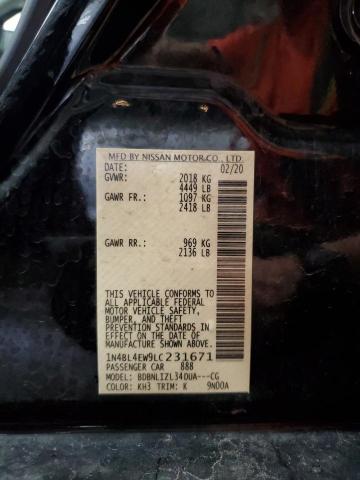 MFD BY NISSAN MOTOR CO., LTD.
DATE: 02/20
GVWR: 2018 KG
4449 LB
GAWR FR.: 1097 KG
2418 LB
GAWR RR.: 969 KG
2136 LB
THIS VEHICLE CONFORMS TO
ALL APPLICABLE FEDERAL
MOTOR VEHICLE SAFETY,
BUMPER, AND THEFT
PREVENTION STANDARDS IN
EFFECT ON THE DATE OF
MANUFACTURE SHOWN ABOVE.
1N4BL4EW9LC231671
PASSENGER CAR 888
MODEL: BDBNLIZL34DUA---CG
COLOR: KH3 TRIM: K 9N00A